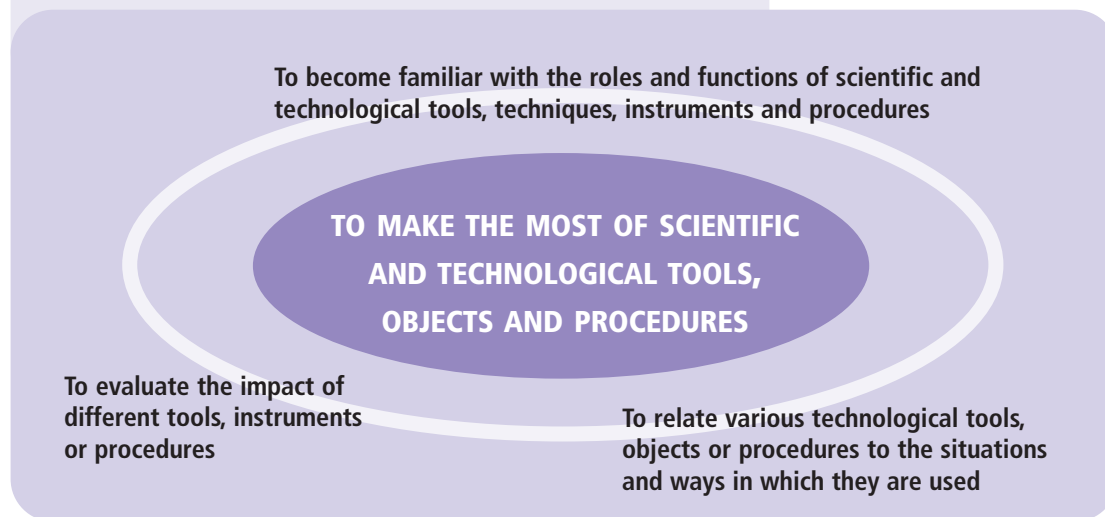 To become familiar with the roles and functions of scientific and
technological tools, techniques, instruments and procedures
TO MAKE THE MOST OF SCIENTIFIC
AND TECHNOLOGICAL TOOLS,
OBJECTS AND PROCEDURES
To evaluate the impact of
different tools, instruments
or procedures
To relate various technological tools,
objects or procedures to the situations
and ways in which they are used